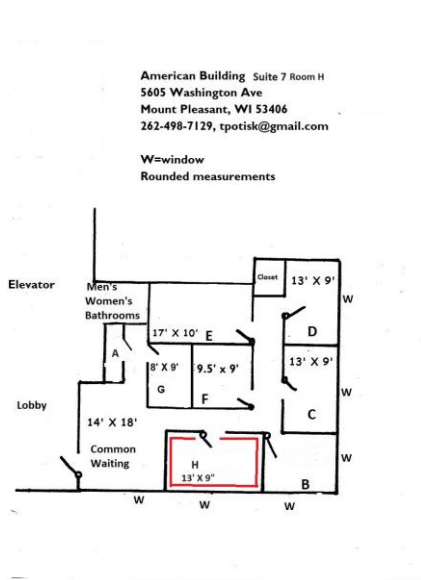 American Building Suite 7 Room H
5605 Washington Ave
Mount Pleasant, WI 53406
262-498-7129, tpotisk@gmail.com
W=window
Rounded measurements
Closet
13' X 9'
Elevator
Men's
Women's
Bathrooms
W
17' X 10' E
D
A
8' X 9'
G
9.5' x 9'
F
13' X 9'
C
W
Lobby
14' X 18'
Common
Waiting
H
13' X 9"
B
W
W
W
W